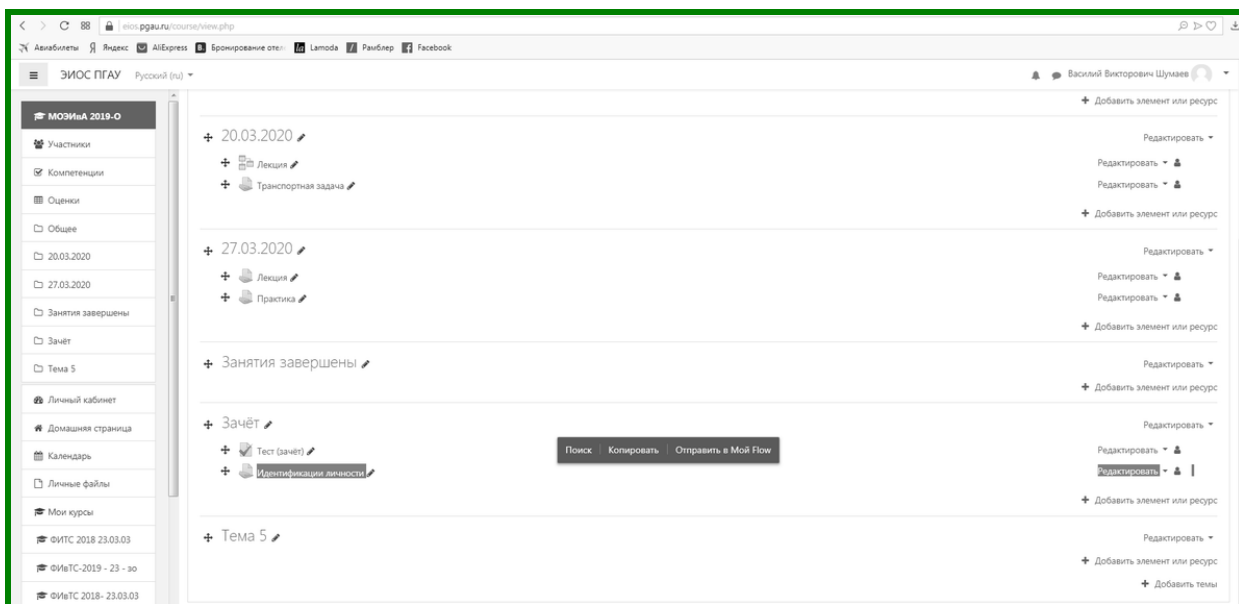 eios.pgau.ru/course/view.php
Авиабилеты Яндекс AliExpress Бронирование отел Lamoda Рамблер Facebook
ЭИОС ПГАУ Русский (ru)
Василий Викторович Шумаев
МОЭИвА 2019-О
Участники
Компетенции
Оценки
Общее
20.03.2020
27.03.2020
Занятия завершены
Зачёт
Тема 5
Личный кабинет
Домашняя страница
Календарь
Личные файлы
Мои курсы
ФИТС 2018 23.03.03
ФИвТС-2019 - 23 - зо
ФИвТС 2018- 23.03.03
Добавить элемент или ресурс
20.03.2020 Редактировать
Лекция Редактировать
Транспортная задача Редактировать
Добавить элемент или ресурс
27.03.2020 Редактировать
Лекция Редактировать
Практика Редактировать
Добавить элемент или ресурс
Занятия завершены Редактировать
Добавить элемент или ресурс
Зачёт Редактировать
Тест (зачёт) Редактировать
Поиск Копировать Отправить в Мой Flow
Идентификации личности Редактировать
Добавить элемент или ресурс
Тема 5 Редактировать
Добавить элемент или ресурс
Добавить темы